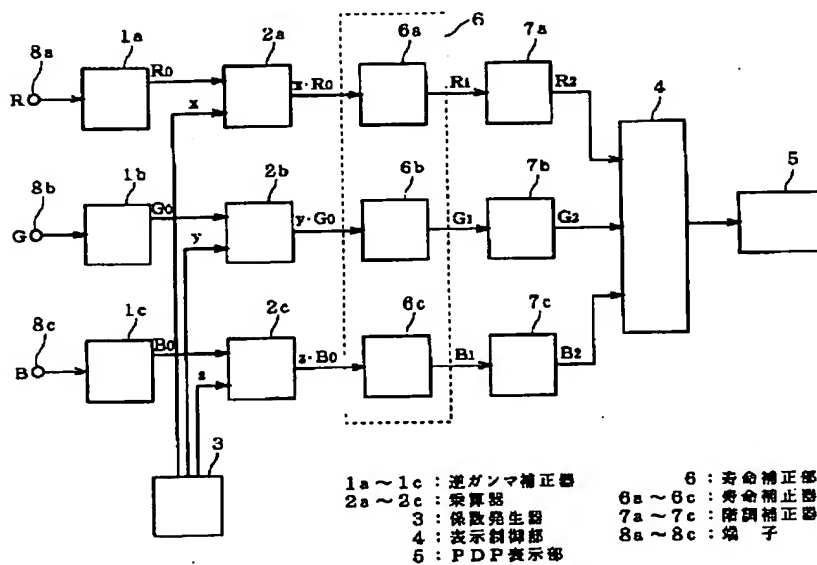 6
8a 1a 2a 6a 7a
R R0 x x·R0 R1 R2
4
8b 1b 2b 6b 7b 5
G G0 y y·G0 G1 G2
8c 1c 2c 6c 7c
B B0 z z·B0 B1 B2
3
1a～1c：逆ガンマ補正器
2a～2c：乗算器
3：係数発生器
4：表示制御部
5：PDP表示部
6：寿命補正部
6a～6c：寿命補正器
7a～7c：階調補正器
8a～8c：端 子